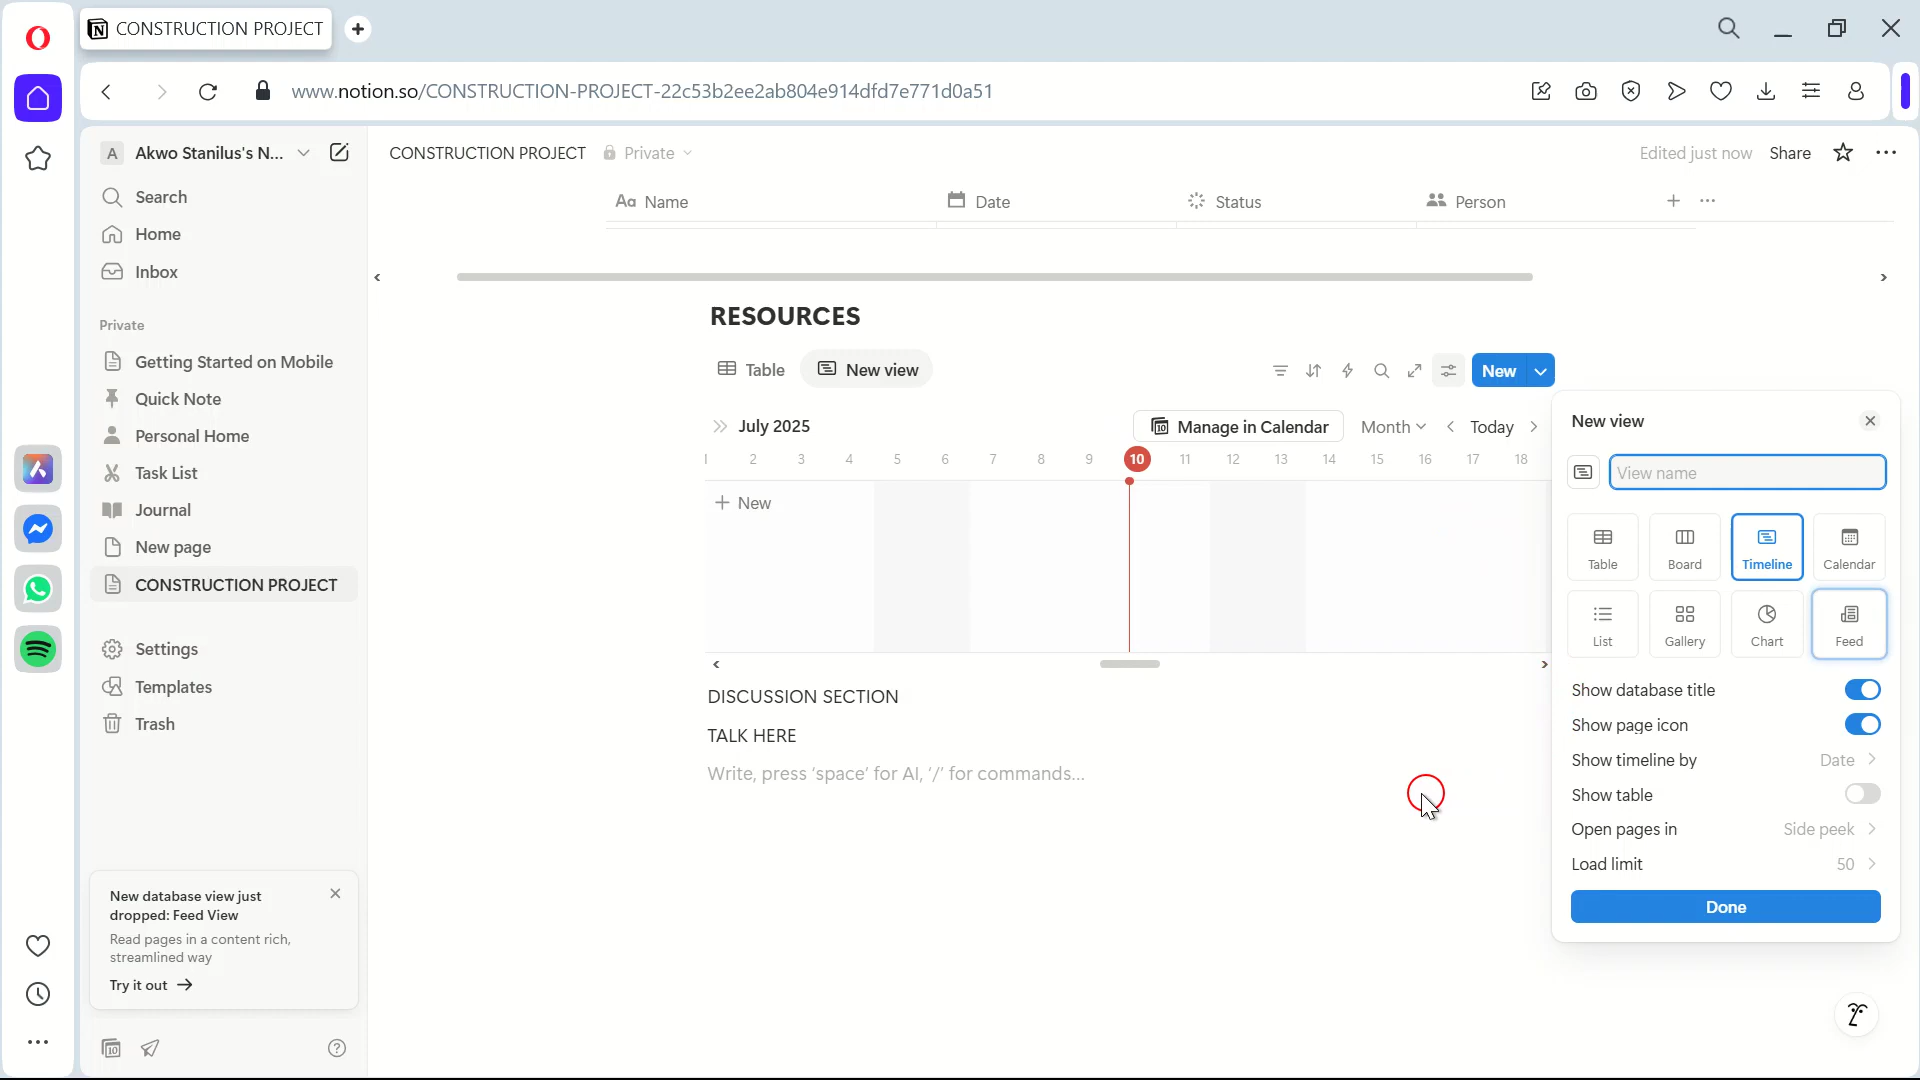 CONSTRUCTION PROJECT
www.notion.so/CONSTRUCTION-PROJECT-22c53b2ee2ab804e914dfd7e771d0a51
A Akwo Stanilus's N...
Search
Home
Inbox
Private
Getting Started on Mobile
Quick Note
Personal Home
Task List
Journal
New page
CONSTRUCTION PROJECT
Settings
Templates
Trash
New database view just
dropped: Feed View
Read pages in a content rich,
streamlined way
Try it out →
10
CONSTRUCTION PROJECT Private
Edited just now Share
Aa Name Date Status Person
RESOURCES
Table New view
New
July 2025 Manage in Calendar Month Today
2 3 4 5 6 7 8 9 10 11 12 13 14 15 16 17 18
+ New
DISCUSSION SECTION
TALK HERE
Write, press 'space' for AI, '/' for commands...
New view
View name
Table Board Timeline Calendar
List Gallery Chart Feed
Show database title
Show page icon
Show timeline by Date
Show table
Open pages in Side peek
Load limit 50
Done